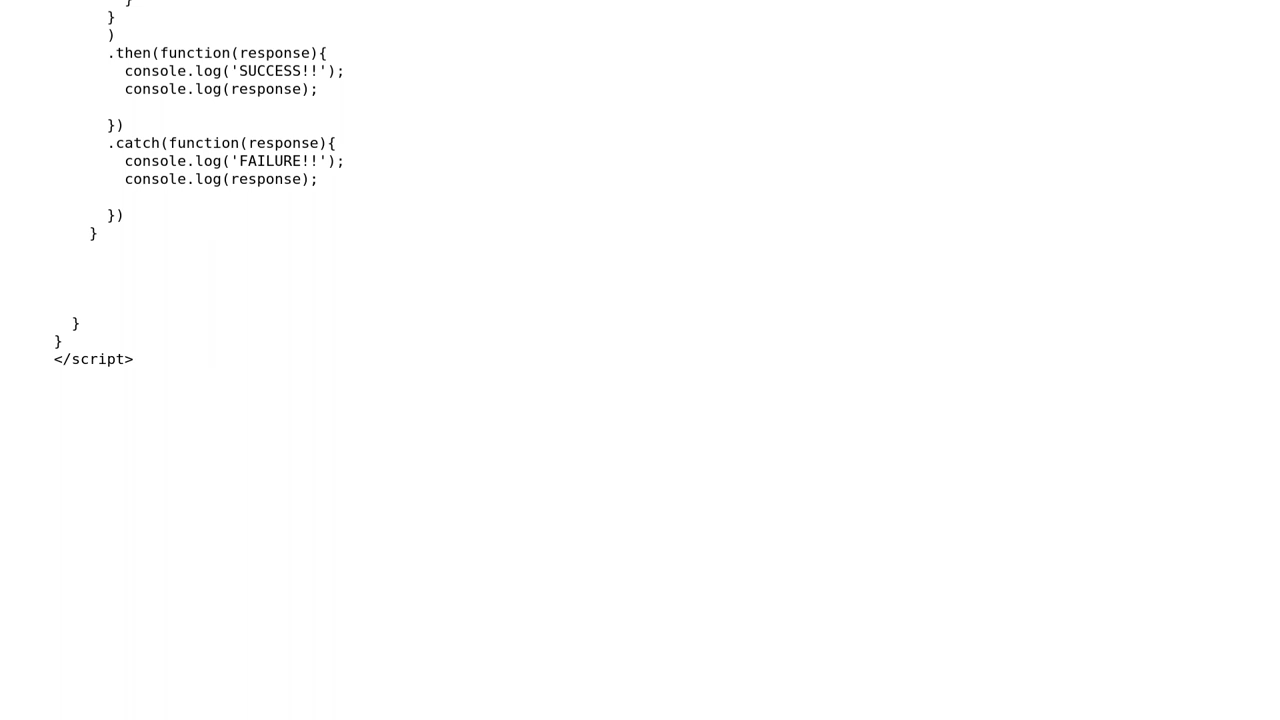 }
}
)
.then(function(response){
console.log('SUCCESS!!');
console.log(response);
})
.catch(function(response){
console.log('FAILURE!!');
console.log(response);
})
}
}
}
</script>